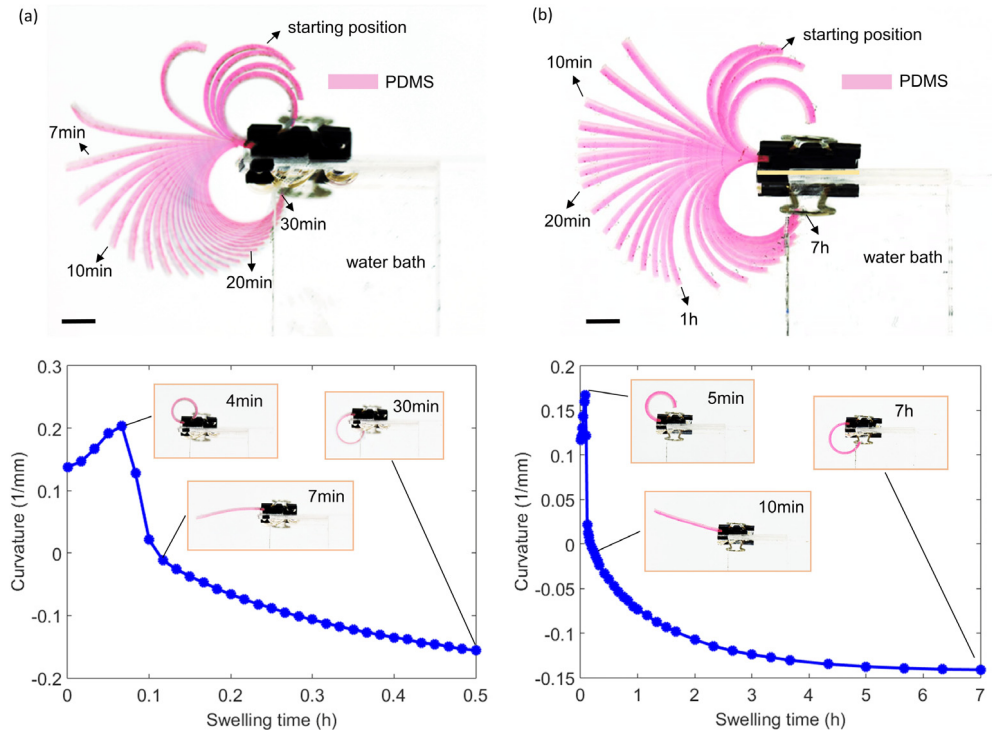 (a)
starting position
PDMS
7min
10min
20min
30min
water bath
(b)
starting position
10min
PDMS
20min
7h
1h
water bath
0.3
0.2
0.1
0
-0.1
-0.2
Curvature (1/mm)
4min
30min
7min
0
0.1
0.2
0.3
0.4
0.5
Swelling time (h)
0.2
0.15
0.1
0.05
0
-0.05
-0.1
-0.15
Curvature (1/mm)
5min
7h
10min
0
1
2
3
4
5
6
7
Swelling time (h)